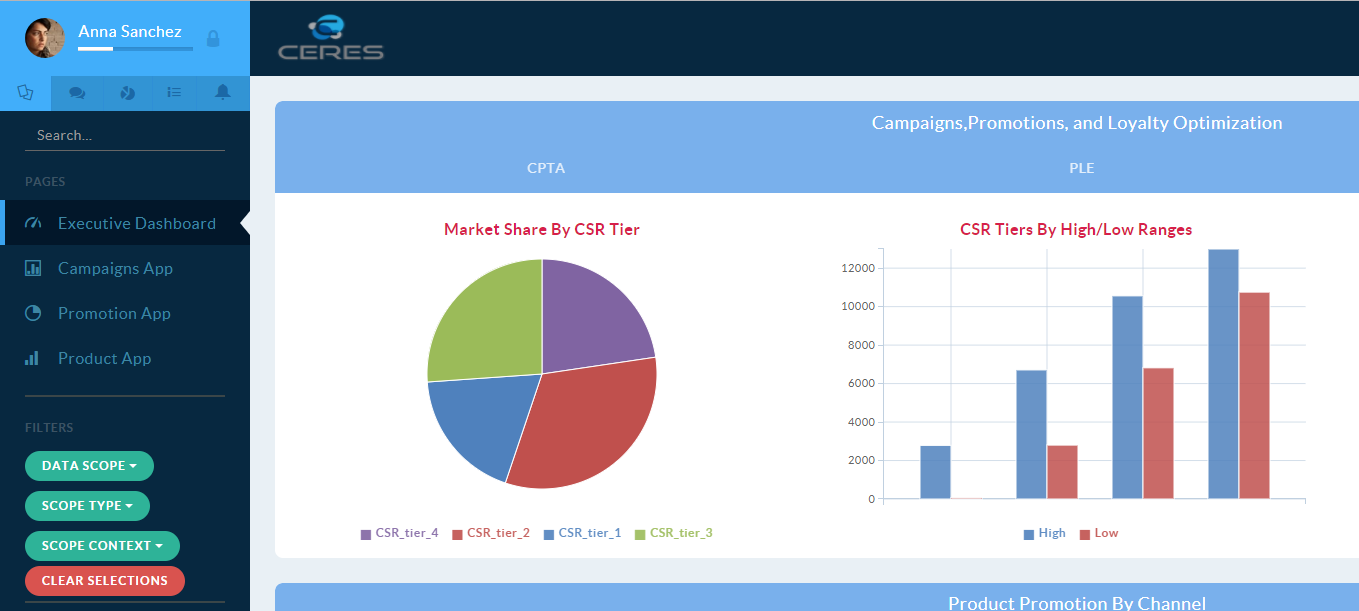 Anna Sanchez
CERES
Search...
PAGES
Executive Dashboard
Campaigns App
Promotion App
Product App
FILTERS
DATA SCOPE
SCOPE TYPE
SCOPE CONTEXT
CLEAR SELECTIONS
Campaigns,Promotions, and Loyalty Optimization
CPTA
PLE
Market Share By CSR Tier
CSR_tier_4 CSR_tier_2 CSR_tier_1 CSR_tier_3
CSR Tiers By High/Low Ranges
12000
10000
8000
6000
4000
2000
0
High Low
Product Promotion By Channel